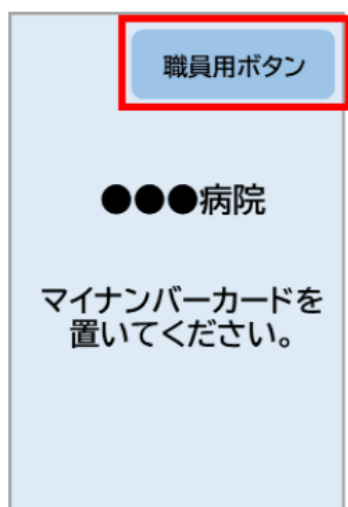 職員用ボタン
●●●病院
マイナンバーカードを
置いてください。